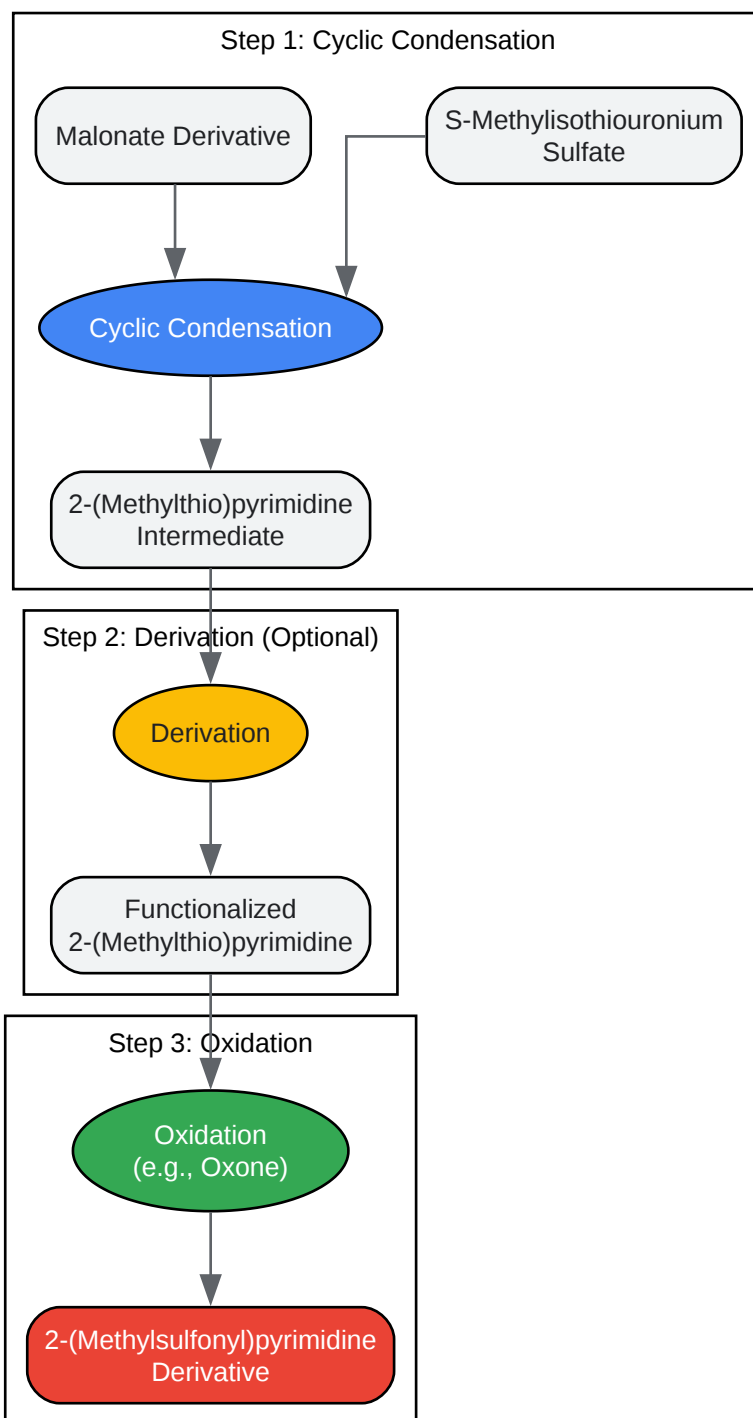 Step 1: Cyclic Condensation
Malonate Derivative
S-Methylisothiouronium
Sulfate
Cyclic Condensation
2-(Methylthio)pyrimidine
Intermediate
Step 2: Derivation (Optional)
Derivation
Functionalized
2-(Methylthio)pyrimidine
Step 3: Oxidation
Oxidation
(e.g., Oxone)
2-(Methylsulfonyl)pyrimidine
Derivative